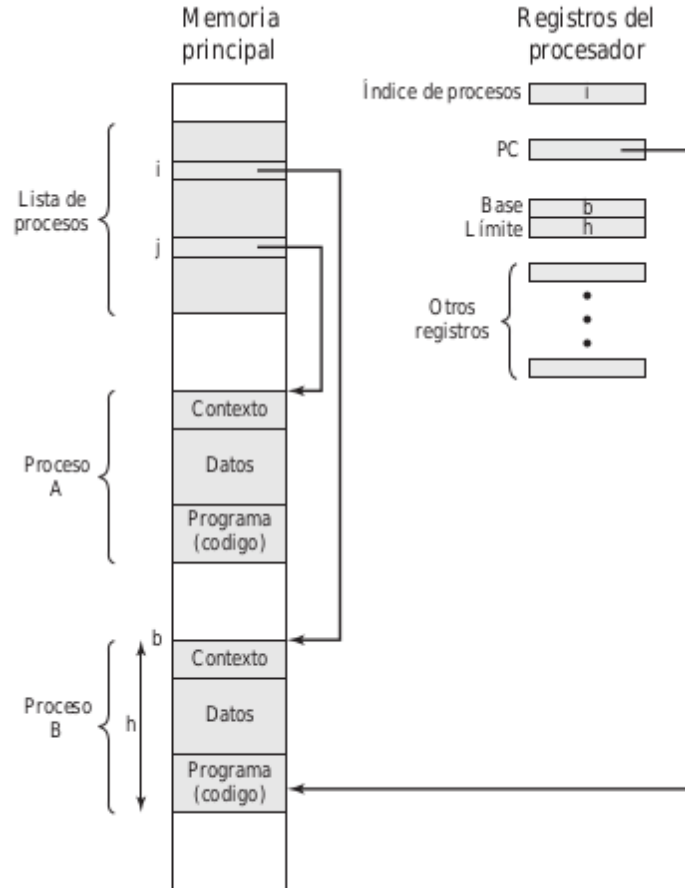 Memoria
principal
Registros del
procesador
Índice de procesos
i
PC
Base
b
Límite
h
Otros
registros
Lista de
procesos
i
j
Proceso
A
Contexto
Datos
Programa
(codigo)
Proceso
B
b
h
Contexto
Datos
Programa
(codigo)